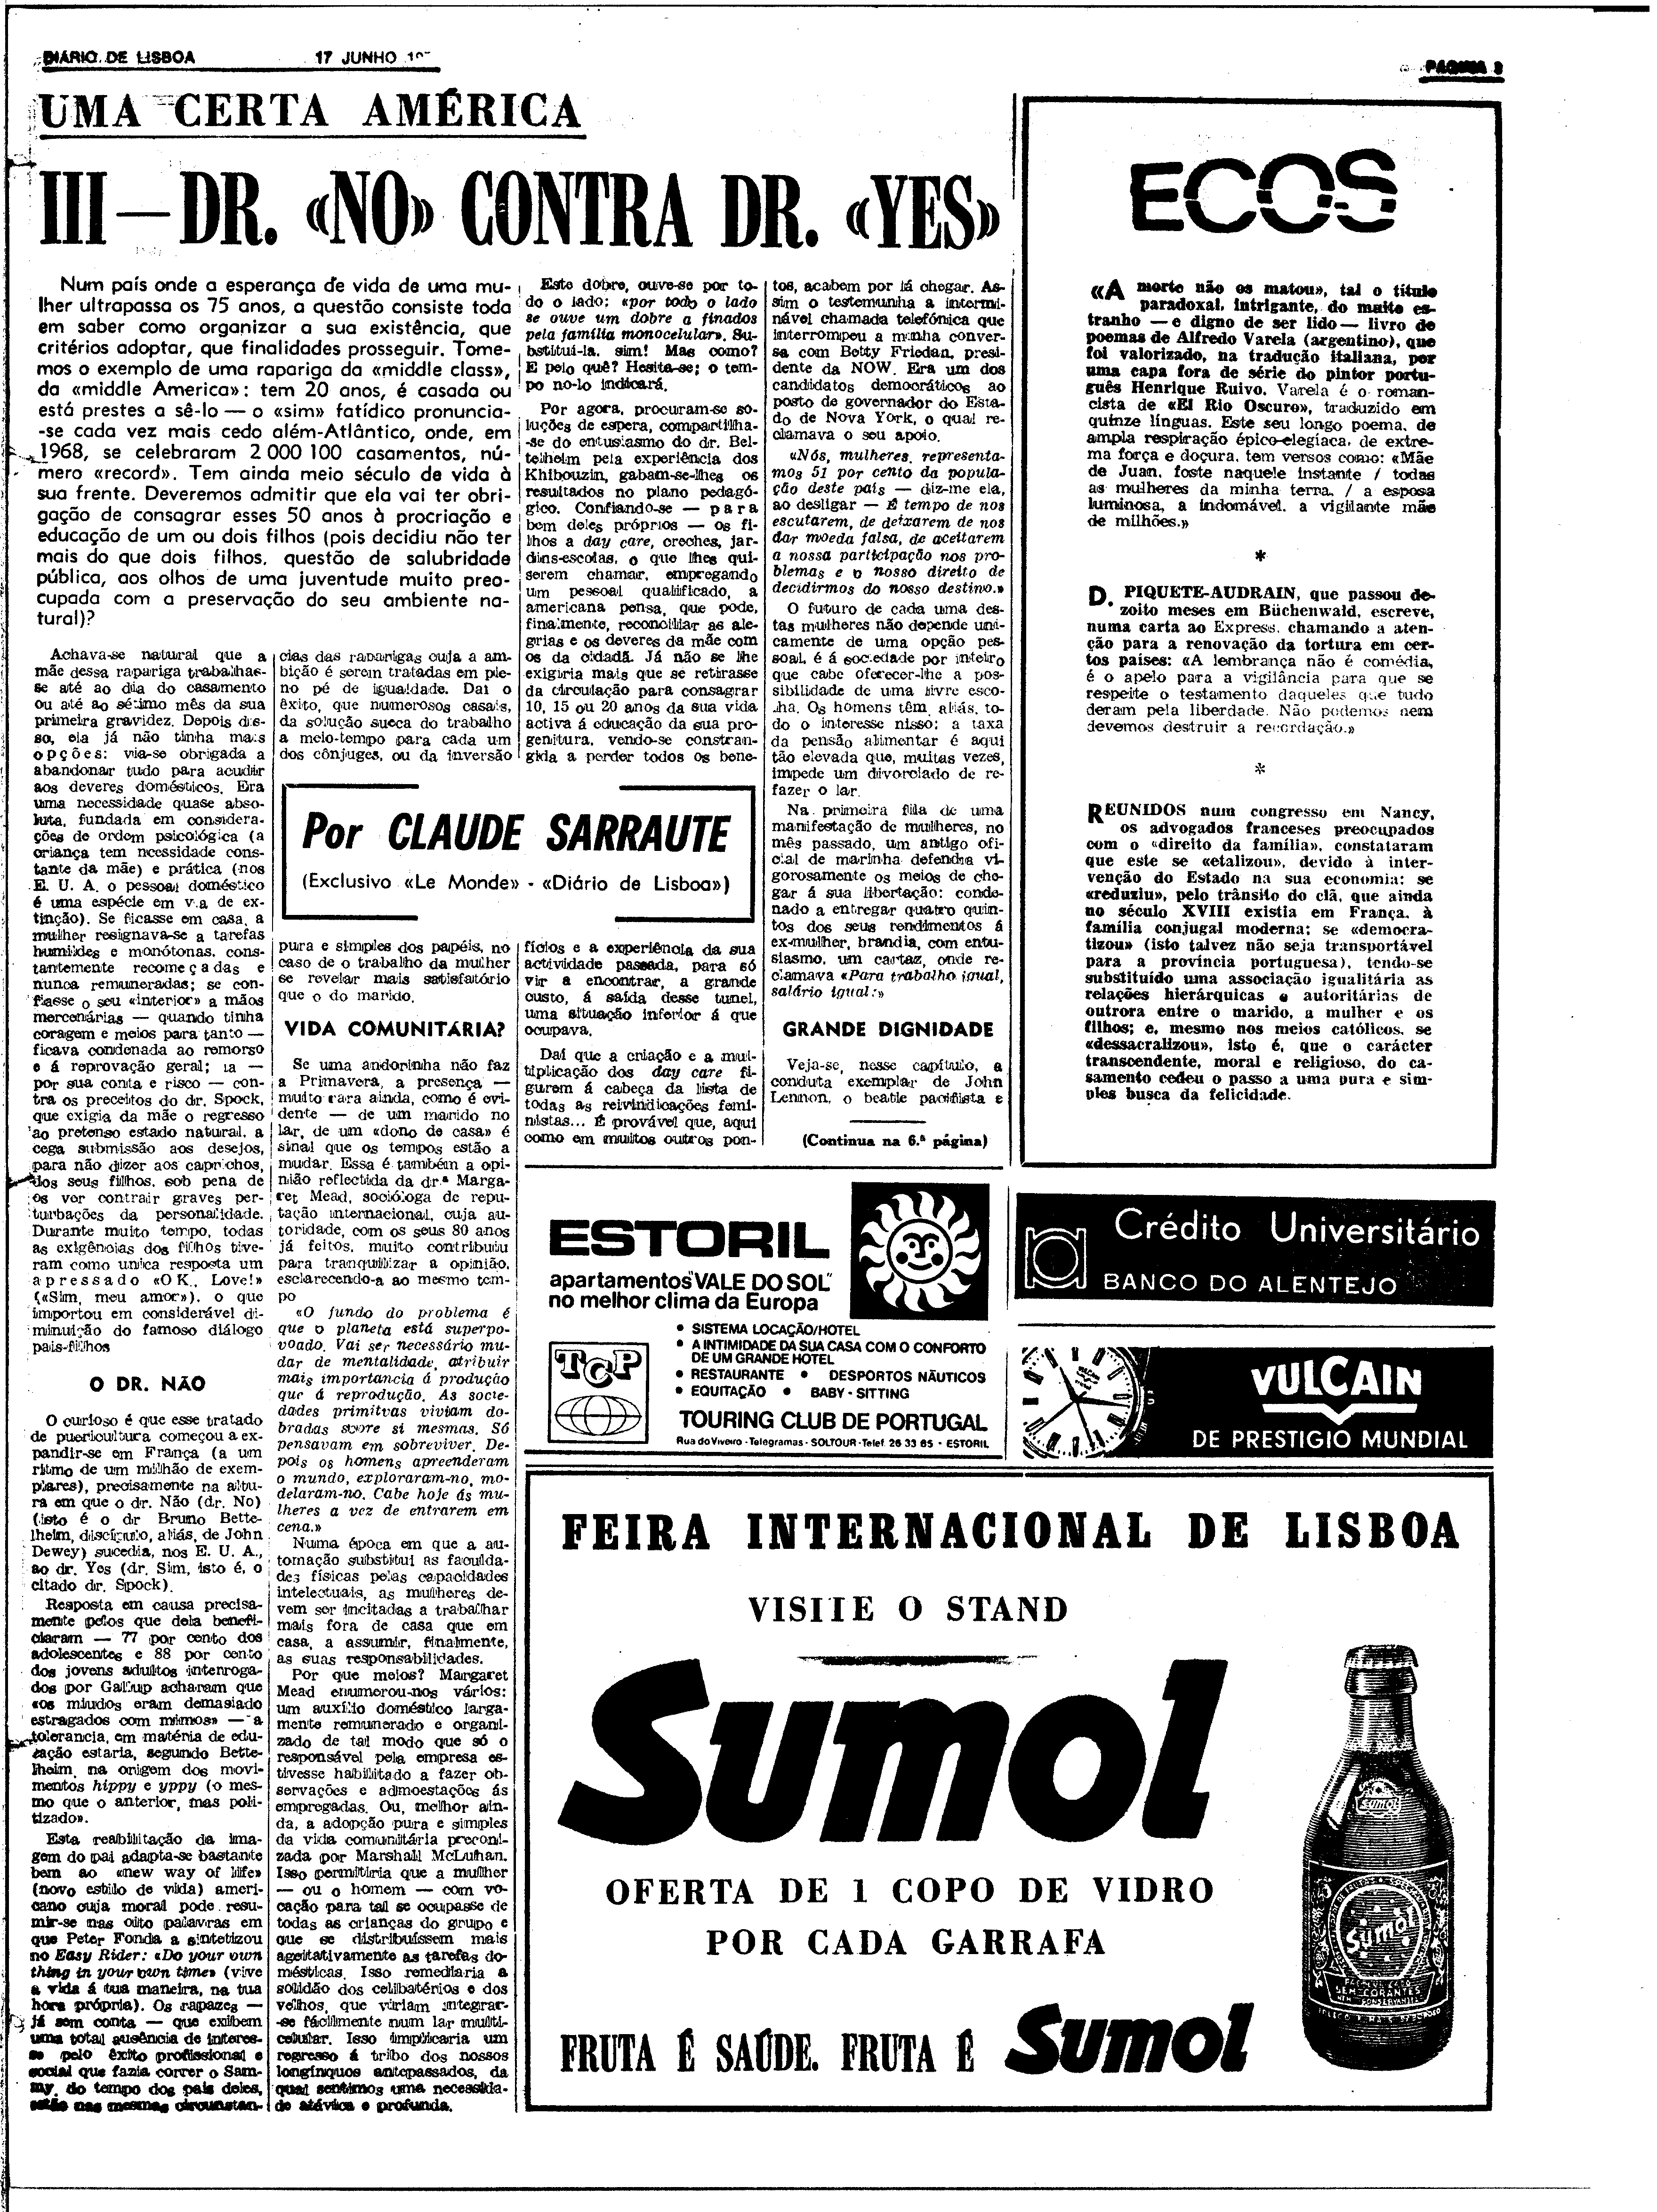 DIÁRIO DE LISBOA
17 JUNHO
PÁGINA 3
UMA CERTA AMÉRICA
III — DR. «NO» CONTRA DR. «YES»
Num país onde a esperança de vida de uma mu-
lher ultrapassa os 75 anos, a questão consiste toda
em saber como organizar a sua existência, que
critérios adoptar, que finalidades prosseguir. Tome-
mos o exemplo de uma rapariga da «middle class»,
da «middle America»: tem 20 anos, é casada ou
está prestes a sê-lo — o «sim» fatídico pronuncia-
-se cada vez mais cedo além-Atlântico, onde, em
1968, se celebraram 2 000 100 casamentos, nú-
mero «record». Tem ainda meio século de vida à
sua frente. Deveremos admitir que ela vai ter obri-
gação de consagrar esses 50 anos à procriação e
educação de um ou dois filhos (pois decidiu não ter
mais do que dois filhos, questão de salubridade
pública, aos olhos de uma juventude muito preo-
cupada com a preservação do seu ambiente na-
tural)?
Achava-se natural que a
mãe dessa rapariga trabalhas-
se até ao dia do casamento
ou até ao sétimo mês da sua
primeira gravidez. Depois dis-
so, ela já não tinha mais
opções: via-se obrigada a
abandonar tudo para acudir
aos deveres domésticos. Era
uma necessidade quase abso-
luta, fundada em considera-
ções de ordem psicológica (a
criança tem necessidade cons-
tante da mãe) e prática (nos
E. U. A. o pessoal doméstico
é uma espécie em via de ex-
tinção). Se ficasse em casa, a
mulher resignava-se a tarefas
humildes e monótonas, cons-
tantemente recomeçadas e
nunca remuneradas; se con-
fiasse o seu «interior» a mãos
mercenárias — quando tinha
coragem e meios para tanto —
ficava condenada ao remorso
e á reprovação geral; ia —
por sua conta e risco — con-
tra os preceitos do dr. Spock,
que exigia da mãe o regresso
ao pretenso estado natural, a
cega submissão aos desejos,
para não dizer aos caprichos,
dos seus filhos, sob pena de
os ver contrair graves per-
turbações da personalidade.
Durante muito tempo, todas
as exigências dos filhos tive-
ram como unica resposta um
apressado «OK., Love!»
(«Sim, meu amor»), o que
importou em considerável di-
minuição do famoso diálogo
pais-filhos
O DR. NÃO
O curioso é que esse tratado
de puericultura começou a ex-
pandir-se em França (a um
ritmo de um milhão de exem-
plares), precisamente na altu-
ra em que o dr. Não (dr. No)
(isto é o dr Bruno Bette-
lheim, discípulo, aliás, de John
Dewey) sucedia, nos E. U. A.,
ao dr. Yes (dr. Sim, isto é, o
citado dr. Spock).
Resposta em causa precisa-
mente pelos que dela benefi-
ciaram — 77 por cento dos
adolescentes e 88 por cento
dos jovens adultos interroga-
dos por Gallup acharam que
«os miudos eram demasiado
estragados com mimos» — a
tolerancia, em matéria de edu-
cação estaria, segundo Bette-
lheim, na origem dos movi-
mentos hippy e yppy (o mes-
mo que o anterior, mas poli-
tizado».
Esta reabilitação da ima-
gem do pai adapta-se bastante
bem ao «new way of life»
(novo estilo de vida) ameri-
cano cuja moral pode resu-
mir-se nas oito palavras em
que Peter Fonda a sintetizou
no Easy Rider: «Do your own
thing in your own time» (vive
a vida á tua maneira, na tua
hora própria). Os rapazes —
já sem conta — que exibem
uma total ausência de interes-
se pelo êxito profissional e
social que fazia correr o Sam-
my, do tempo dos pais deles,
estão nas mesmas circunstan-
cias das raparigas cuja a am-
bição é serem tratadas em ple-
no pé de igualdade. Daí o
êxito, que numerosos casais,
da solução sueca do trabalho
a meio-tempo para cada um
dos cônjuges, ou da inversão
Por CLAUDE SARRAUTE
(Exclusivo «Le Monde» - «Diário de Lisboa»)
pura e simples dos papéis, no
caso de o trabalho da mulher
se revelar mais satisfatório
que o do marido.
VIDA COMUNITÁRIA?
Se uma andorinha não faz
a Primavera, a presença —
muito rara ainda, como é evi-
dente — de um marido no
lar, de um «dono de casa» é
sinal que os tempos estão a
mudar. Essa é também a opi-
nião reflectida da dr.ª Marga-
ret Mead, socióloga de repu-
tação internacional, cuja au-
toridade, com os seus 80 anos
já feitos, muito contribuiu
para tranquilizar a opinião,
esclarecendo-a ao mesmo tem-
po
«O fundo do problema é
que o planeta está superpo-
voado. Vai ser necessário mu-
dar de mentalidade, atribuir
mais importancia á produção
que á reprodução. As socie-
dades primitvas viviam do-
bradas sobre si mesmas. Só
pensavam em sobreviver. De-
pois os homens apreenderam
o mundo, exploraram-no, mo-
delaram-no. Cabe hoje ás mu-
lheres a vez de entrarem em
cena.»
Numa época em que a au-
tomação substitui as faculda-
des físicas pelas capacidades
intelectuais, as mulheres de-
vem ser incitadas a trabalhar
mais fora de casa que em
casa, a assumir, finalmente,
as suas responsabilidades.
Por que meios? Margaret
Mead enumerou-nos vários:
um auxílio doméstico larga-
mente remunerado e organi-
zado de tal modo que só o
responsável pela empresa es-
tivesse habilitado a fazer ob-
servações e admoestações ás
empregadas. Ou, melhor ain-
da, a adopção pura e simples
da vida comunitária preconi-
zada por Marshall McLuhan.
Isso permitiria que a mulher
— ou o homem — com vo-
cação para tal se ocupasse de
todas as crianças do grupo e
que se distribuíssem mais
agetitativamente as tarefas do-
mésticas. Isso remediaria a
solidão dos celibatérios e dos
velhos, que viriam integrar-
-se fácilmente num lar multi-
celular. Isso implicaria um
regresso á tribo dos nossos
longínquos antepassados, da
qual sentimos uma necessida-
de atávica e profunda.
Este dobre, ouve-se por to-
do o lado: «por todo o lado
se ouve um dobre a finados
pela família monocelular». Su-
bstituí-la, sim! Mas como?
E pelo quê? Hesita-se; o tem-
po no-lo indicará.
Por agora, procuram-se so-
luções de espera, compartilha-
-se do entusiasmo do dr. Bel-
telheim pela experiência dos
Khibouzin, gabam-se-lhes os
resultados no plano pedagó-
gico. Confiando-se — para
bem deles próprios — os fi-
lhos a day care, creches, jar-
dins-escolas, o que lhes qui-
serem chamar, empregando
um pessoal qualificado, a
americana pensa, que pode,
finalmente, reconciliar as ale-
grias e os deveres da mãe com
os da cidadã. Já não se lhe
exigiria mais que se retirasse
da circulação para consagrar
10, 15 ou 20 anos da sua vida
activa á educação da sua pro-
genitura, vendo-se constran-
gida a perder todos os bene-
fícios e a experiência da sua
actividade passada, para só
vir a encontrar, a grande
custo, á saída desse tunel,
uma situação inferior á que
ocupava.
Daí que a criação e a mul-
tiplicação dos day care fi-
gurem á cabeça da lista de
todas as reivindicações femi-
nistas... É provável que, aqui
como em muitos outros pon-
tos, acabem por lá chegar. As-
sim o testemunha a intermi-
nável chamada telefónica que
interrompeu a minha conver-
sa com Betty Friedan, presi-
dente da NOW. Era um dos
candidatos democráticos ao
posto de governador do Esta-
do de Nova York, o qual re-
clamava o seu apoio.
«Nós, mulheres, representa-
mos 51 por cento da popula-
ção deste país — diz-me ela,
ao desligar — É tempo de nos
escutarem, de deixarem de nos
dar moeda falsa, de aceitarem
a nossa participação nos pro-
blemas e o nosso direito de
decidirmos do nosso destino.»
O futuro de cada uma des-
tas mulheres não depende uni-
camente de uma opção pes-
soal, é á sociedade por inteiro
que cabe oferecer-lhe a pos-
sibilidade de uma livre esco-
lha. Os homens têm, aliás, to-
do o interesse nisso: a taxa
da pensão alimentar é aqui
tão elevada que, muitas vezes,
impede um divorciado de re-
fazer o lar.
Na primeira fila de uma
manifestação de mulheres, no
mês passado, um antigo ofi-
cial de marinha defendia vi-
gorosamente os meios de che-
gar á sua libertação: conde-
nado a entregar quatro quin-
tos dos seus rendimentos á
ex-mulher, brandia, com entu-
siasmo, um cartaz, onde re-
clamava «Para trabalho igual,
salário igual:»
GRANDE DIGNIDADE
Veja-se, nesse capítulo, a
conduta exemplar de John
Lennon, o beatle pacifista e
(Continua na 6.ª página)
ECOS
«A morte não os matou», tal o título
paradoxal, intrigante, do muito es-
tranho — e digno de ser lido — livro de
poemas de Alfredo Varela (argentino), que
foi valorizado, na tradução italiana, por
uma capa fora de série do pintor portu-
guês Henrique Ruivo. Varela é o roman-
cista de «El Rio Oscuro», traduzido em
quinze línguas. Este seu longo poema, de
ampla respiração épico-elegíaca, de extre-
ma força e doçura, tem versos como: «Mãe
de Juan, foste naquele instante / todas
as mulheres da minha terna, / a esposa
luminosa, a indomável, a vigilante mãe
de milhões.»
*
D. PIQUETE-AUDRAIN, que passou de-
zoito meses em Büchenwald, escreve,
numa carta ao Express, chamando a aten-
ção para a renovação da tortura em cer-
tos países: «A lembrança não é comédia,
é o apelo para a vigilância para que se
respeite o testamento daqueles que tudo
deram pela liberdade. Não podemos nem
devemos destruir a recordação.»
*
REUNIDOS num congresso em Nancy,
os advogados franceses preocupados
com o «direito da família», constataram
que este se «etalizou», devido à inter-
venção do Estado na sua economia; se
«reduziu», pelo trânsito do clã, que ainda
no século XVIII existia em França, à
família conjugal moderna; se «democra-
tizou» (isto talvez não seja transportável
para a província portuguesa), tendo-se
substituído uma associação igualitária as
relações hierárquicas e autoritárias de
outrora entre o marido, a mulher e os
filhos; e, mesmo nos meios católicos, se
«dessacralizou», isto é, que o carácter
transcendente, moral e religioso, do ca-
samento cedeu o passo a uma pura e sim-
ples busca da felicidade.
ESTORIL
apartamentos "VALE DO SOL"
no melhor clima da Europa
TCP
• SISTEMA LOCAÇÃO/HOTEL
• A INTIMIDADE DA SUA CASA COM O CONFORTO
DE UM GRANDE HOTEL
• RESTAURANTE • DESPORTOS NÁUTICOS
• EQUITAÇÃO • BABY - SITTING
TOURING CLUB DE PORTUGAL
Rua do Viveiro - Telegramas - SOLTOUR - Telef. 26 33 65 - ESTORIL
Crédito Universitário
BANCO DO ALENTEJO
VULCAIN
DE PRESTIGIO MUNDIAL
FEIRA INTERNACIONAL DE LISBOA
VISITE O STAND
Sumol
OFERTA DE 1 COPO DE VIDRO
POR CADA GARRAFA
FRUTA É SAÚDE. FRUTA É Sumol
Sumol
Sumol
SEM CORANTES
NEM CONSERVANTES